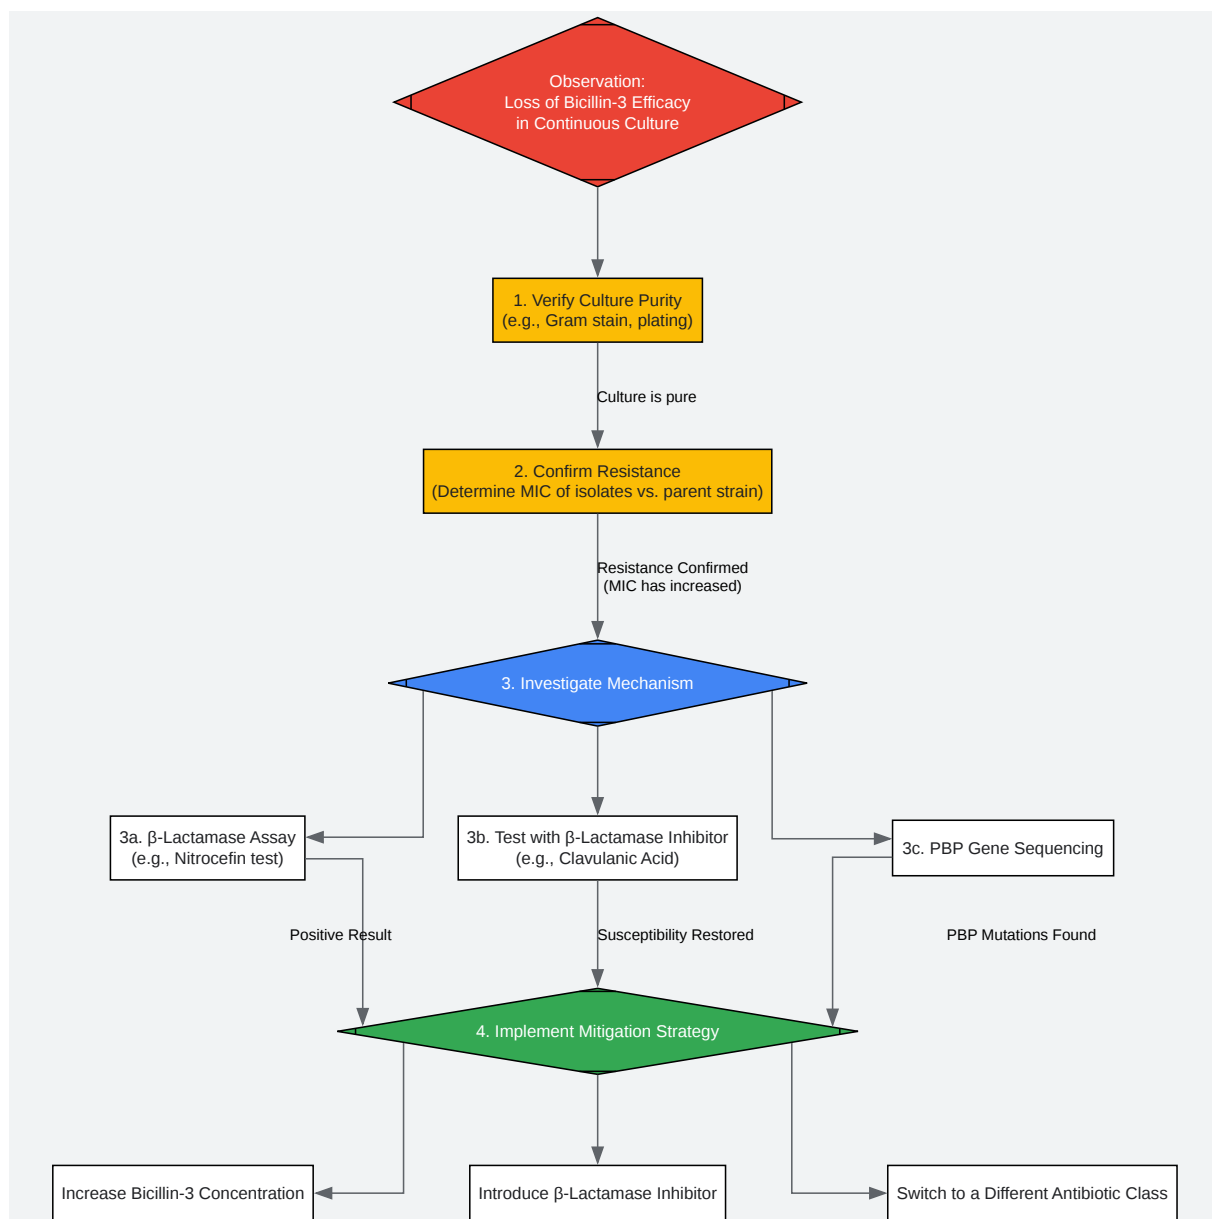 Observation:
Loss of Bicillin-3 Efficacy
in Continuous Culture
1. Verify Culture Purity
(e.g., Gram stain, plating)
Culture is pure
2. Confirm Resistance
(Determine MIC of isolates vs. parent strain)
Resistance Confirmed
(MIC has increased)
3. Investigate Mechanism
3a. β-Lactamase Assay
(e.g., Nitrocefin test)
3b. Test with β-Lactamase Inhibitor
(e.g., Clavulanic Acid)
3c. PBP Gene Sequencing
Positive Result
Susceptibility Restored
PBP Mutations Found
4. Implement Mitigation Strategy
Increase Bicillin-3 Concentration
Introduce β-Lactamase Inhibitor
Switch to a Different Antibiotic Class